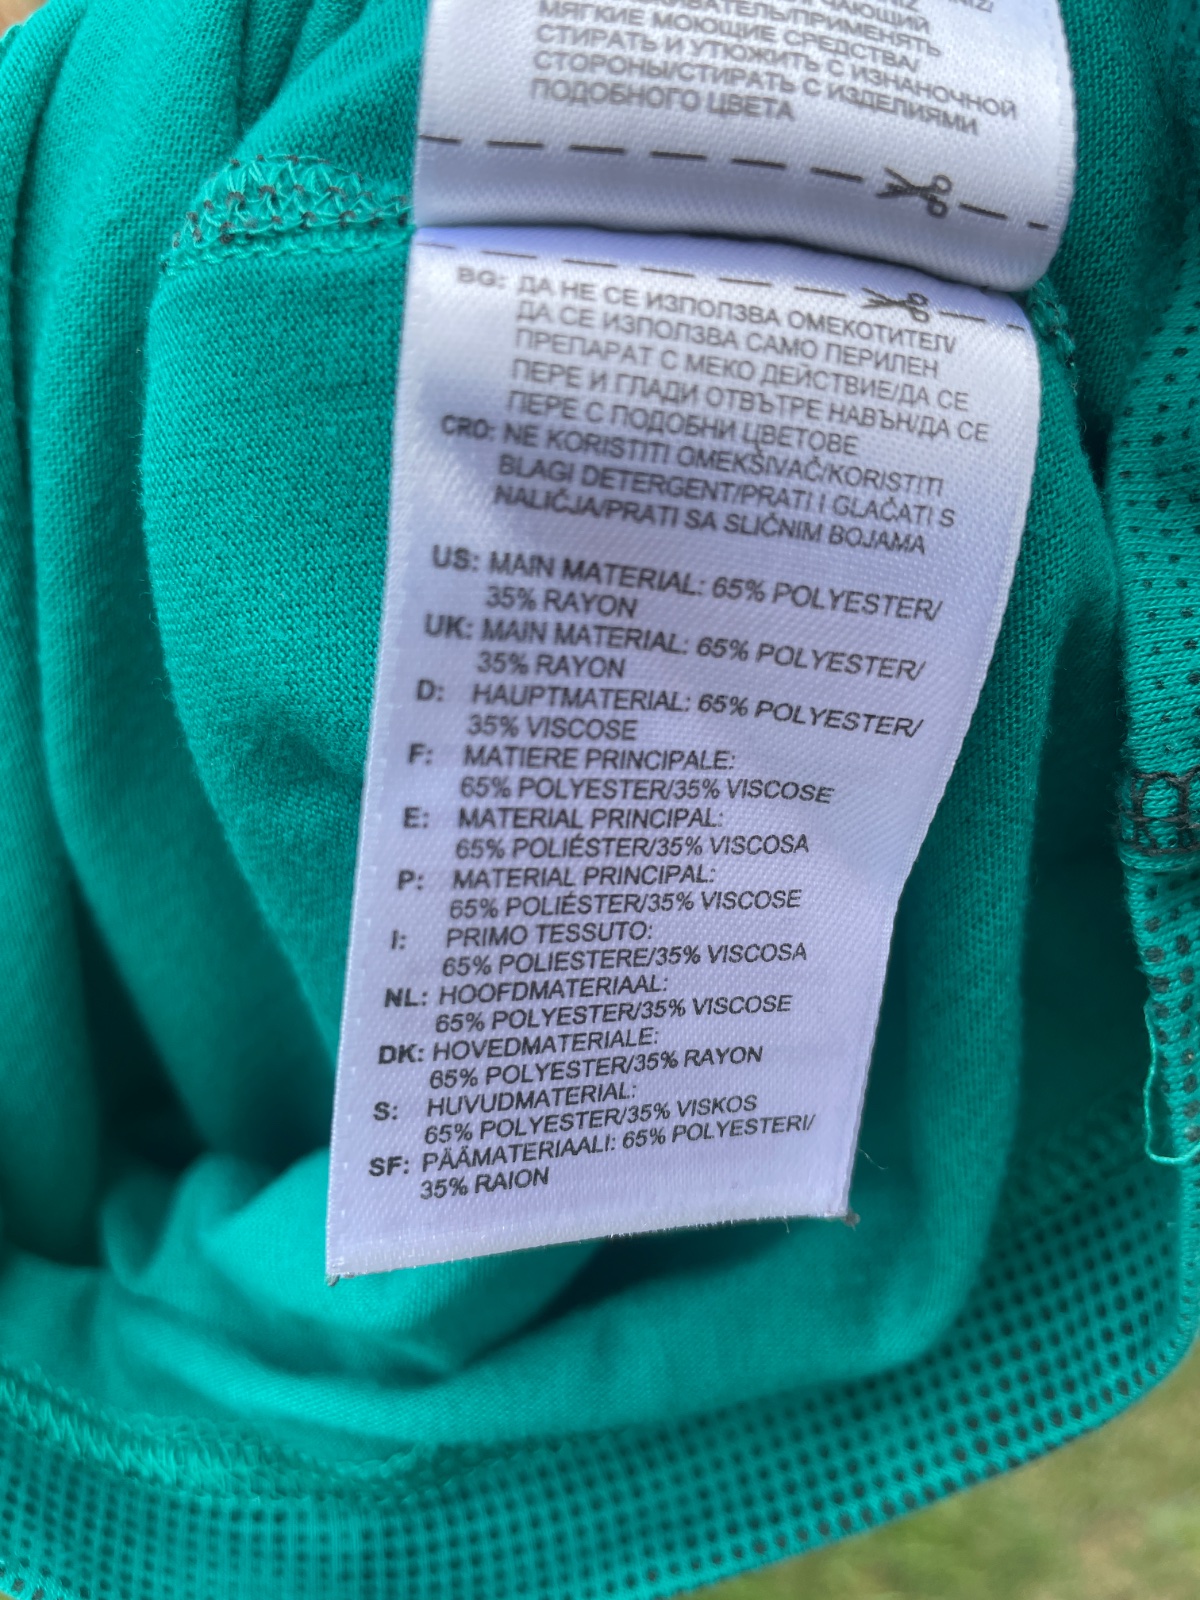 МЯГКИЕ МОЮЩИЕ СРЕДСТВА/
СТИРАТЬ И УТЮЖИТЬ С ИЗНАНОЧНОЙ
СТОРОНЫ/СТИРАТЬ С ИЗДЕЛИЯМИ
ПОДОБНОГО ЦВЕТА
BG: ДА НЕ СЕ ИЗПОЛЗВА ОМЕКОТИТЕЛ/
ДА СЕ ИЗПОЛЗВА САМО ПЕРИЛЕН
ПРЕПАРАТ С МЕКО ДЕЙСТВИЕ/ДА СЕ
ПЕРЕ И ГЛАДИ ОТВЪТРЕ НАВЪН/ДА СЕ
ПЕРЕ С ПОДОБНИ ЦВЕТОВЕ
CRO: NE KORISTITI OMEKŠIVAČ/KORISTITI
BLAGI DETERGENT/PRATI I GLAČATI S
NALIČJA/PRATI SA SLIČNIM BOJAMA
US: MAIN MATERIAL: 65% POLYESTER/
35% RAYON
UK: MAIN MATERIAL: 65% POLYESTER/
35% RAYON
D: HAUPTMATERIAL: 65% POLYESTER/
35% VISCOSE
F: MATIERE PRINCIPALE:
65% POLYESTER/35% VISCOSE
E: MATERIAL PRINCIPAL:
65% POLIÉSTER/35% VISCOSA
P: MATERIAL PRINCIPAL:
65% POLIÉSTER/35% VISCOSE
I: PRIMO TESSUTO:
65% POLIESTERE/35% VISCOSA
NL: HOOFDMATERIAAL:
65% POLYESTER/35% VISCOSE
DK: HOVEDMATERIALE:
65% POLYESTER/35% RAYON
S: HUVUDMATERIAL:
65% POLYESTER/35% VISKOS
SF: PÄÄMATERIAALI: 65% POLYESTERI/
35% RAION